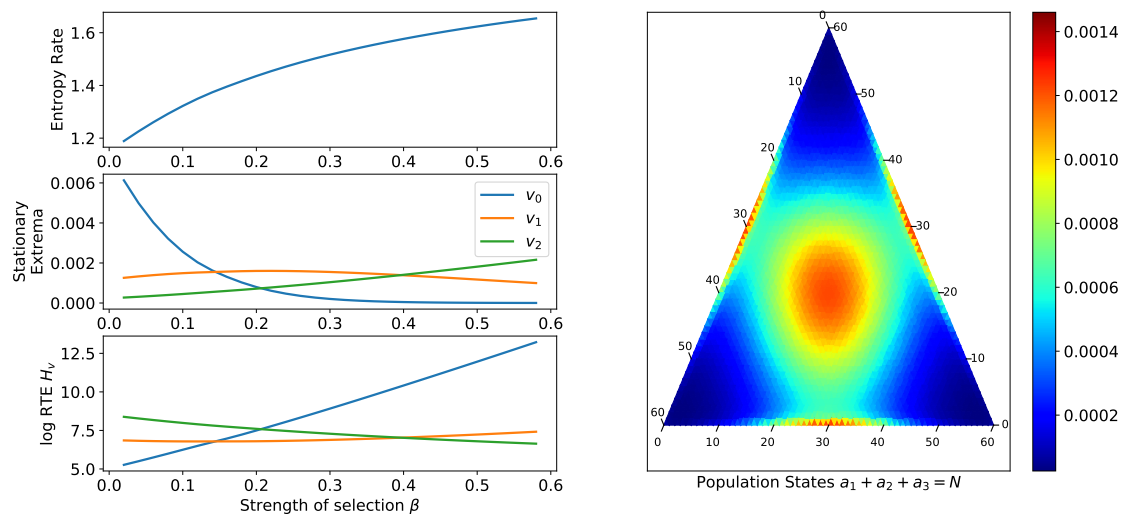 Entropy Rate
1.6
1.4
1.2
0.0 0.1 0.2 0.3 0.4 0.5 0.6
Stationary
Extrema
0.006
0.004
0.002
0.000
v₀
v₁
v₂
0.0 0.1 0.2 0.3 0.4 0.5 0.6
log RTE Hᵥ
12.5
10.0
7.5
5.0
0.0 0.1 0.2 0.3 0.4 0.5 0.6
Strength of selection β
0
10
20
30
40
50
60
60
50
40
30
20
10
0
0 10 20 30 40 50 60
Population States a₁ + a₂ + a₃ = N
0.0014
0.0012
0.0010
0.0008
0.0006
0.0004
0.0002